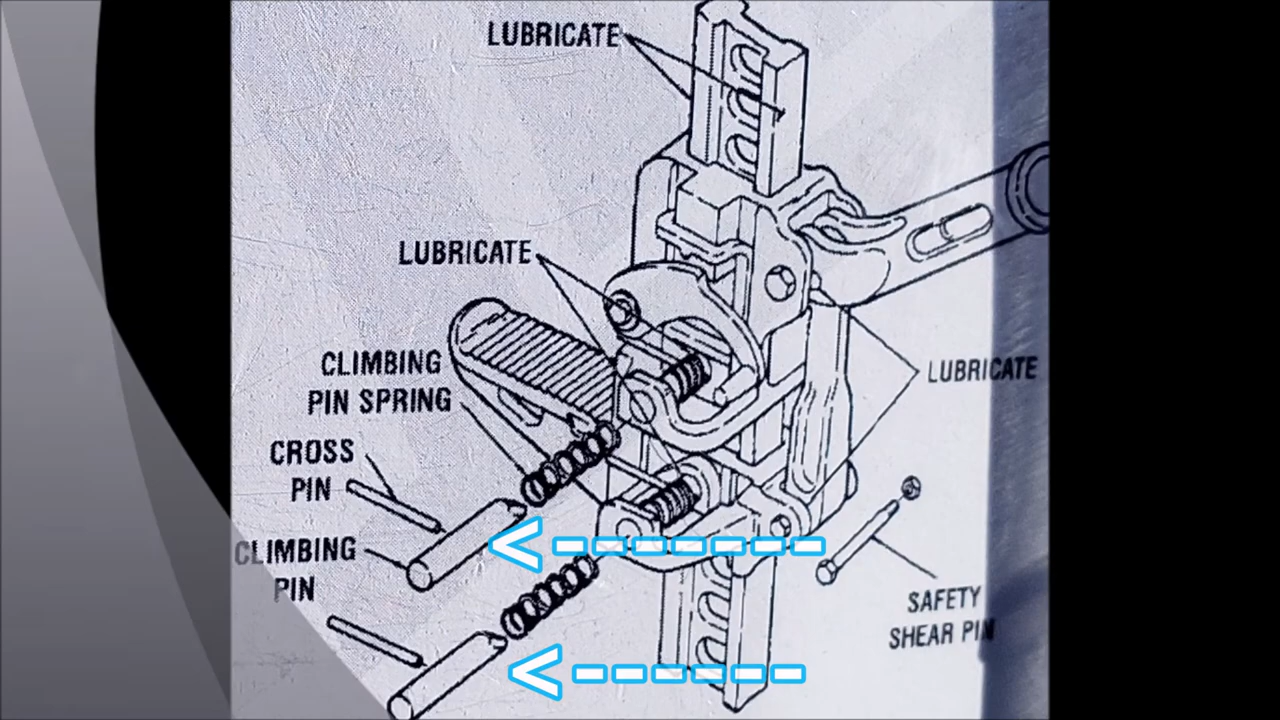 LUBRICATE
LUBRICATE
CLIMBING
PIN SPRING
LUBRICATE
CROSS
PIN
CLIMBING
PIN
SAFETY
SHEAR PIN